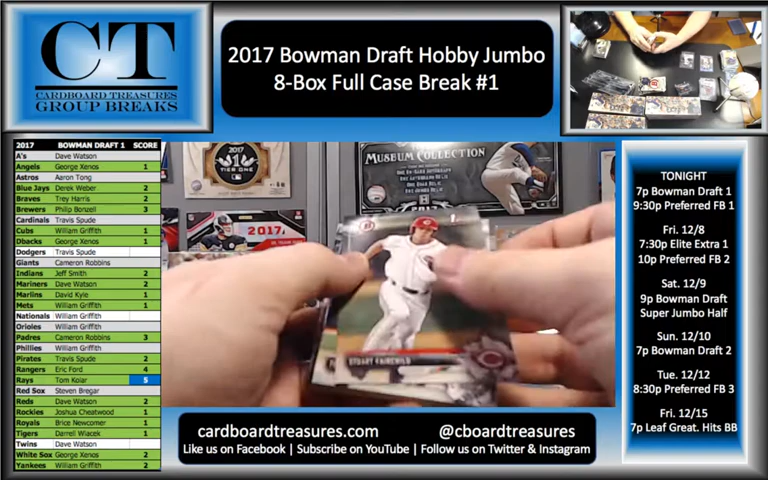 CT
CARDBOARD TREASURES
GROUP BREAKS
2017 Bowman Draft Hobby Jumbo
8-Box Full Case Break #1
2017 BOWMAN DRAFT 1 SCORE
A's Dave Watson
Angels George Xenos 1
Astros Aaron Tong
Blue Jays Derek Weber 2
Braves Trey Harris 2
Brewers Philip Bonzell 3
Cardinals Travis Spude
Cubs William Griffith 1
Dbacks George Xenos 1
Dodgers Travis Spude
Giants Cameron Robbins
Indians Jeff Smith 2
Mariners Dave Watson 2
Marlins David Kyle 1
Mets William Griffith 1
Nationals William Griffith
Orioles William Griffith
Padres Cameron Robbins 3
Phillies William Griffith
Pirates Travis Spude 2
Rangers Eric Ford 4
Rays Tom Kolar 5
Red Sox Steven Bregar
Reds Dave Watson 2
Rockies Joshua Cheatwood 1
Royals Brice Newcomer 1
Tigers Darrell Wiacek 1
Twins Dave Watson
White Sox George Xenos 2
Yankees William Griffith 2
2017
TIER ONE
MUSEUM COLLECTION
2017
STUART FAIRCHILD
TONIGHT
7p Bowman Draft 1
9:30p Preferred FB 1
Fri. 12/8
7:30p Elite Extra 1
10p Preferred FB 2
Sat. 12/9
9p Bowman Draft
Super Jumbo Half
Sun. 12/10
7p Bowman Draft 2
Tue. 12/12
8:30p Preferred FB 3
Fri. 12/15
7p Leaf Great. Hits BB
cardboardtreasures.com @cboardtreasures
Like us on Facebook | Subscribe on YouTube | Follow us on Twitter & Instagram